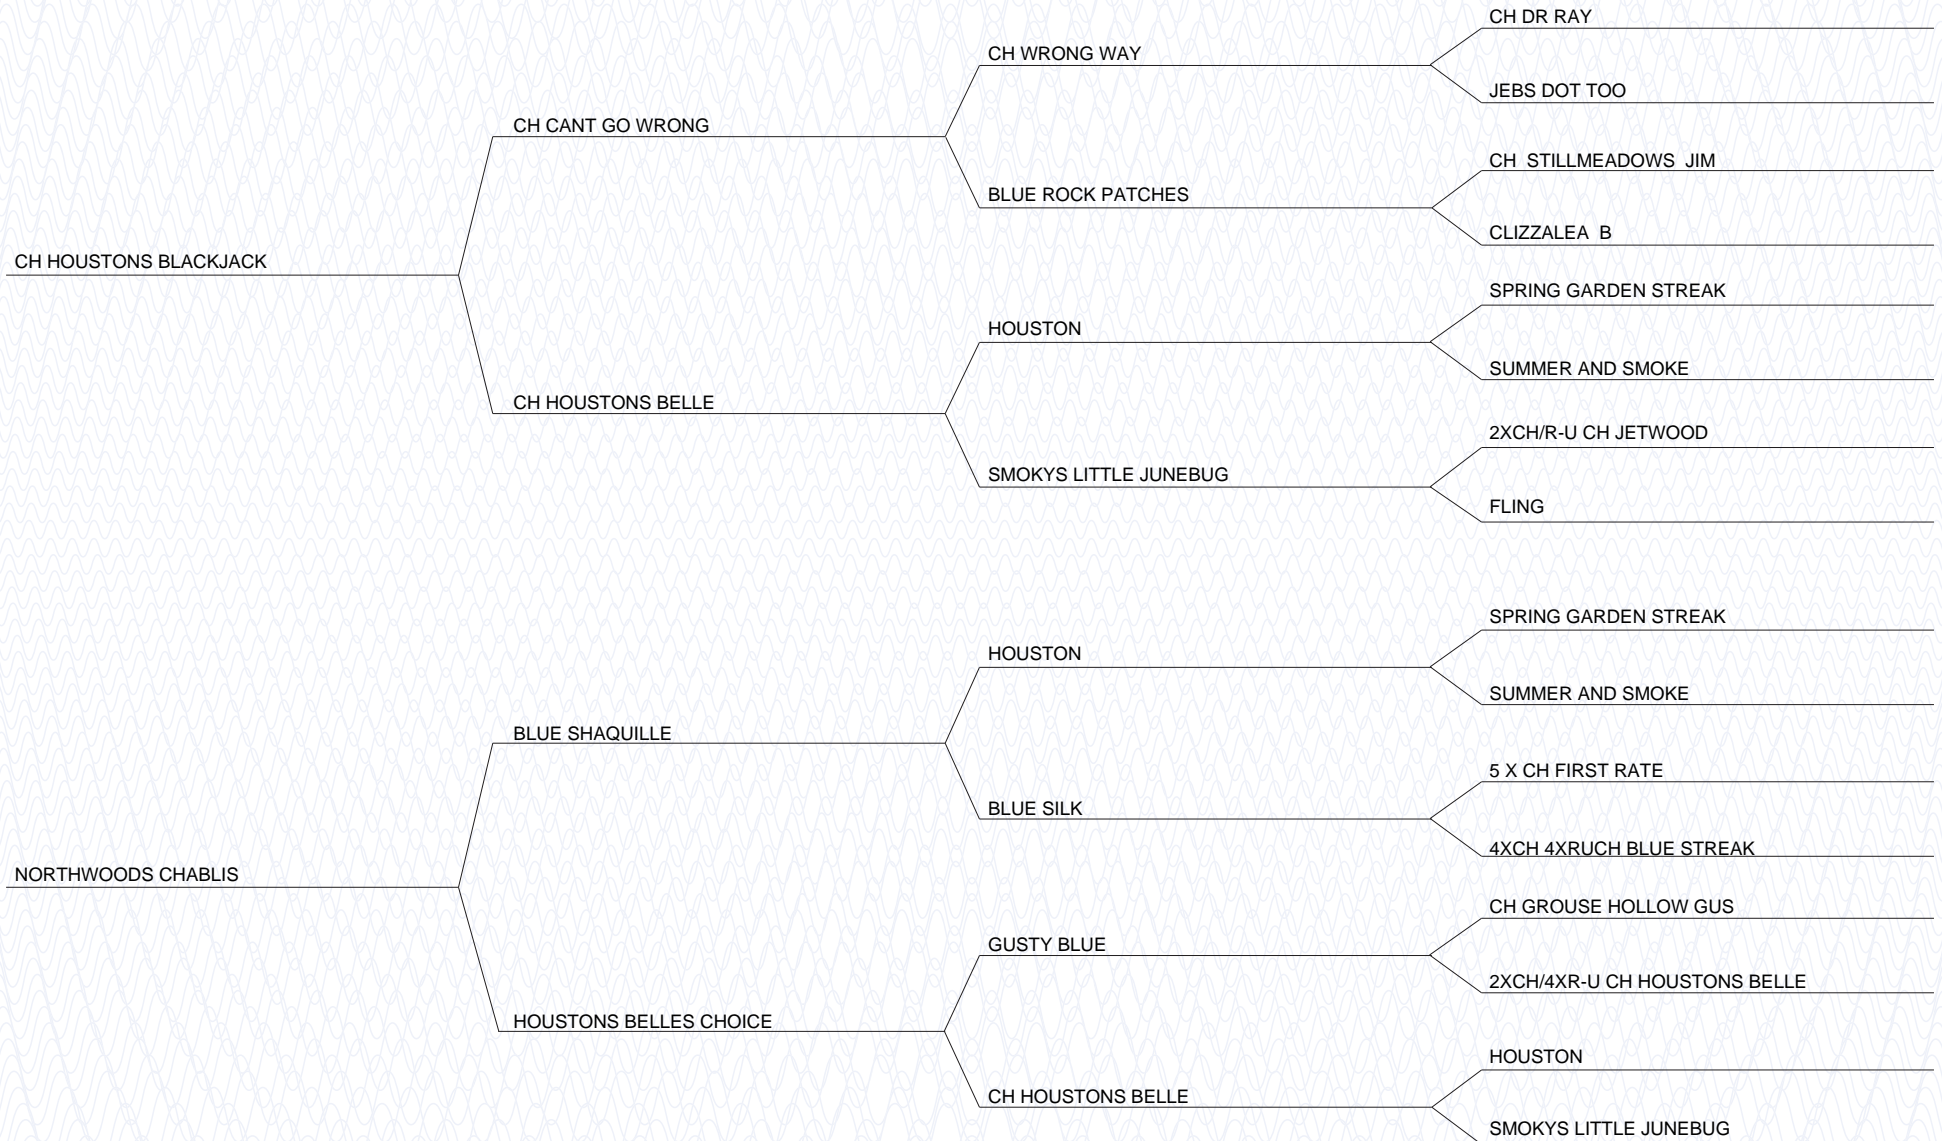 CH DR RAY
CH WRONG WAY
JEBS DOT TOO
CH CANT GO WRONG
CH  STILLMEADOWS  JIM
BLUE ROCK PATCHES
CLIZZALEA  B
CH HOUSTONS BLACKJACK
SPRING GARDEN STREAK
HOUSTON
SUMMER AND SMOKE
CH HOUSTONS BELLE
2XCH/R-U CH JETWOOD
SMOKYS LITTLE JUNEBUG
FLING
SPRING GARDEN STREAK
HOUSTON
SUMMER AND SMOKE
BLUE SHAQUILLE
5 X CH FIRST RATE
BLUE SILK
4XCH 4XRUCH BLUE STREAK
NORTHWOODS CHABLIS
CH GROUSE HOLLOW GUS
GUSTY BLUE
2XCH/4XR-U CH HOUSTONS BELLE
HOUSTONS BELLES CHOICE
HOUSTON
CH HOUSTONS BELLE
SMOKYS LITTLE JUNEBUG